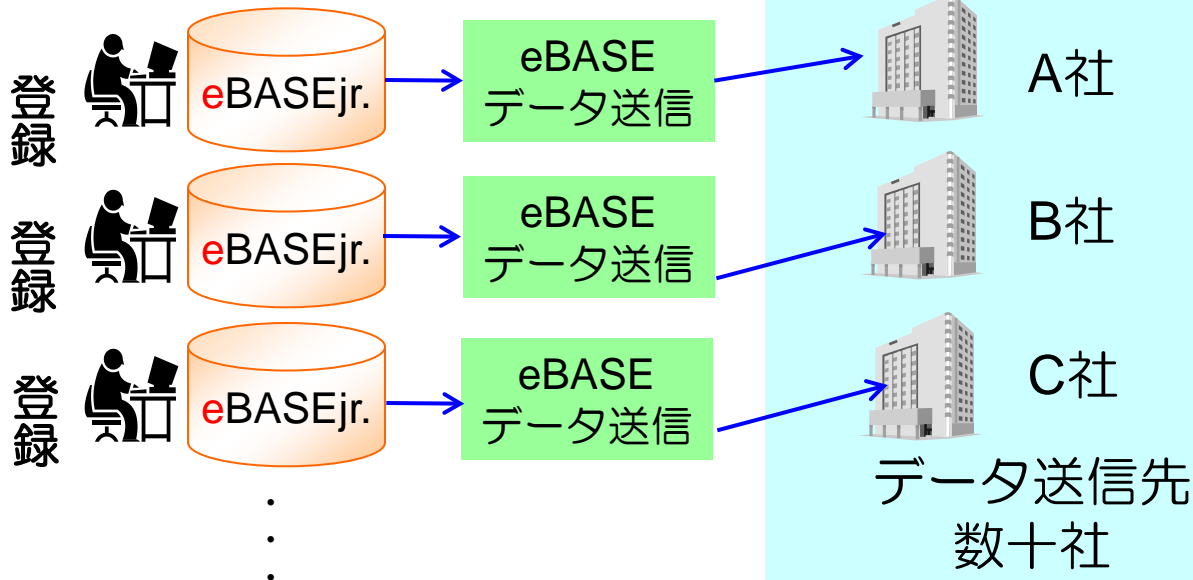 登録
eBASEjr.
eBASE
データ送信
A社
登録
eBASEjr.
eBASE
データ送信
B社
登録
eBASEjr.
eBASE
データ送信
C社
データ送信先
数十社
・
・
・